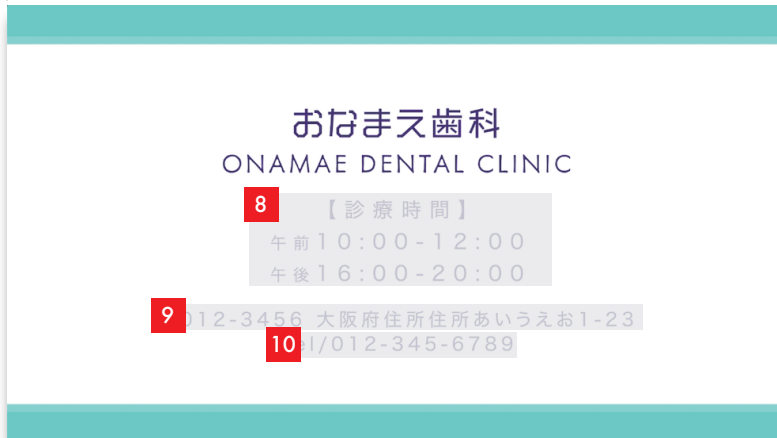 おなまえ歯科
ONAMAE DENTAL CLINIC
8 【診療時間】
午前10:00-12:00
午後16:00-20:00
9 012-3456 大阪府住所住所あいうえお1-23
10 el/012-345-6789